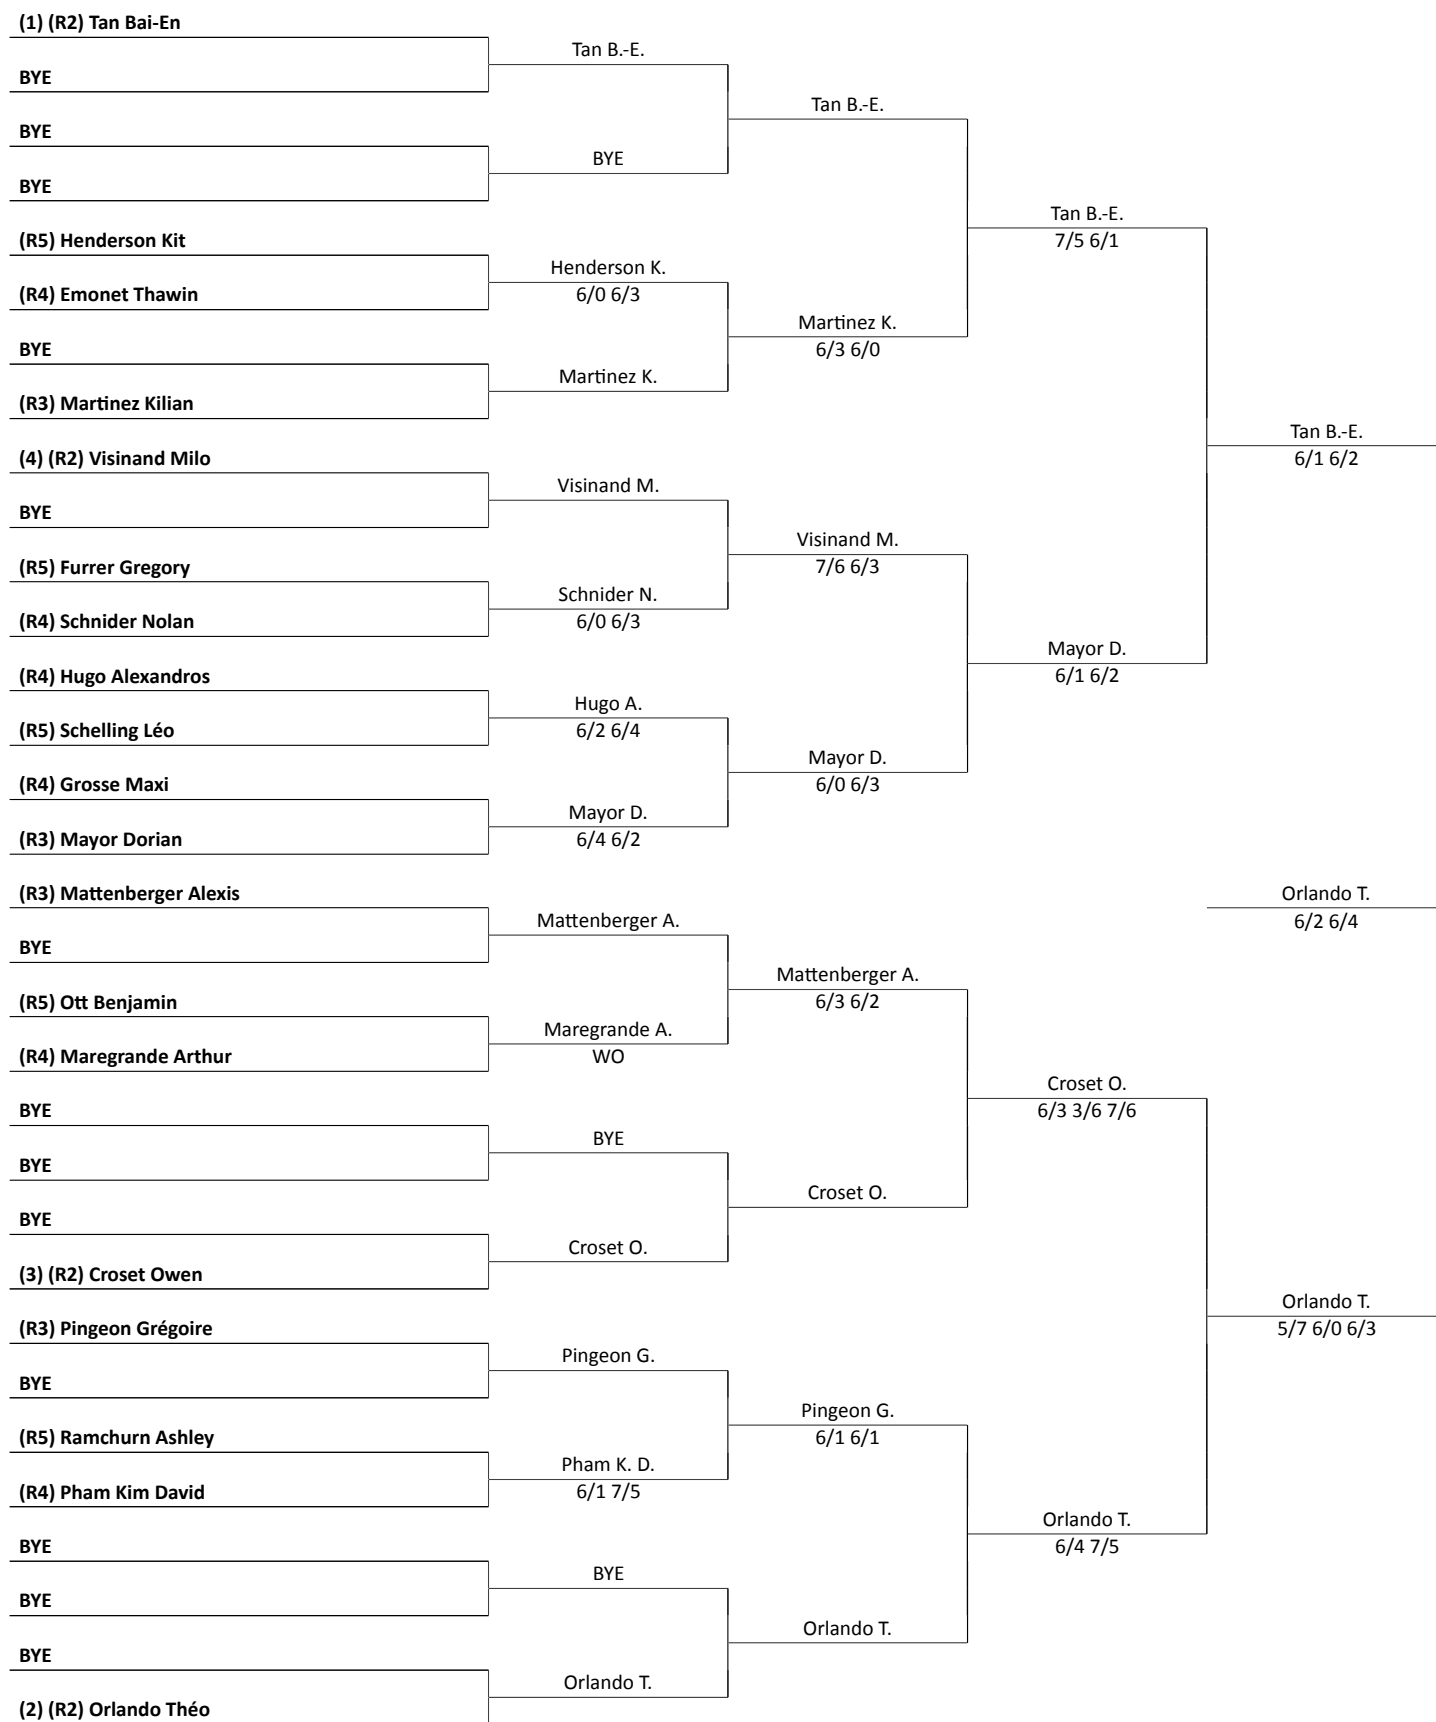 (1) (R2) Tan Bai-En
Tan B.-E.
BYE
Tan B.-E.
BYE
BYE
BYE
Tan B.-E.
(R5) Henderson Kit
7/5 6/1
Henderson K.
(R4) Emonet Thawin
6/0 6/3
Martinez K.
BYE
6/3 6/0
Martinez K.
(R3) Martinez Kilian
Tan B.-E.
(4) (R2) Visinand Milo
6/1 6/2
Visinand M.
BYE
Visinand M.
(R5) Furrer Gregory
7/6 6/3
Schnider N.
(R4) Schnider Nolan
6/0 6/3
Mayor D.
(R4) Hugo Alexandros
6/1 6/2
Hugo A.
(R5) Schelling Léo
6/2 6/4
Mayor D.
(R4) Grosse Maxi
6/0 6/3
Mayor D.
(R3) Mayor Dorian
6/4 6/2
(R3) Mattenberger Alexis
Orlando T.
6/2 6/4
Mattenberger A.
BYE
Mattenberger A.
(R5) Ott Benjamin
6/3 6/2
Maregrande A.
(R4) Maregrande Arthur
WO
Croset O.
BYE
6/3 3/6 7/6
BYE
BYE
Croset O.
BYE
Croset O.
(3) (R2) Croset Owen
Orlando T.
(R3) Pingeon Grégoire
5/7 6/0 6/3
Pingeon G.
BYE
Pingeon G.
(R5) Ramchurn Ashley
6/1 6/1
Pham K. D.
(R4) Pham Kim David
6/1 7/5
Orlando T.
BYE
6/4 7/5
BYE
BYE
Orlando T.
BYE
Orlando T.
(2) (R2) Orlando Théo